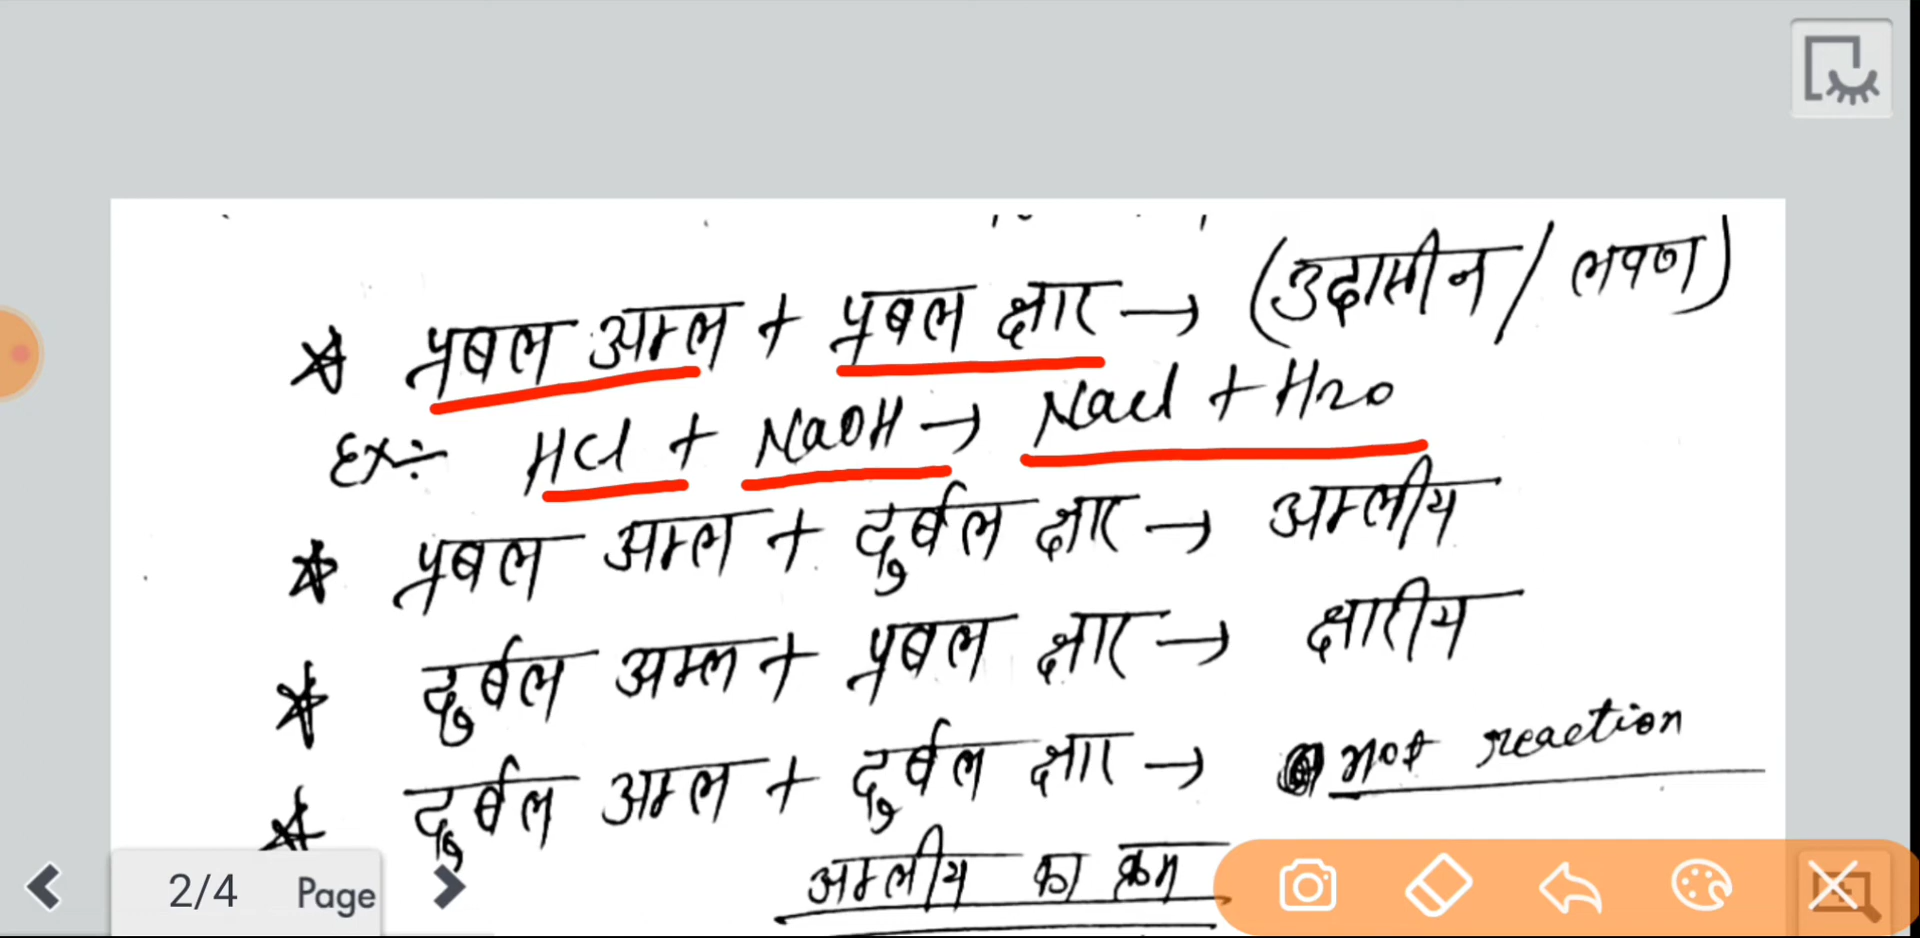 प्रबल अम्ल + प्रबल क्षार → (उदासीन / लवण)
Ex÷ HCl + NaOH → NaCl + H2O
प्रबल अम्ल + दुर्बल क्षार → अम्लीय
दुर्बल अम्ल + प्रबल क्षार → क्षारीय
दुर्बल अम्ल + दुर्बल क्षार → not reaction
अम्लीय का क्रम
2/4 Page